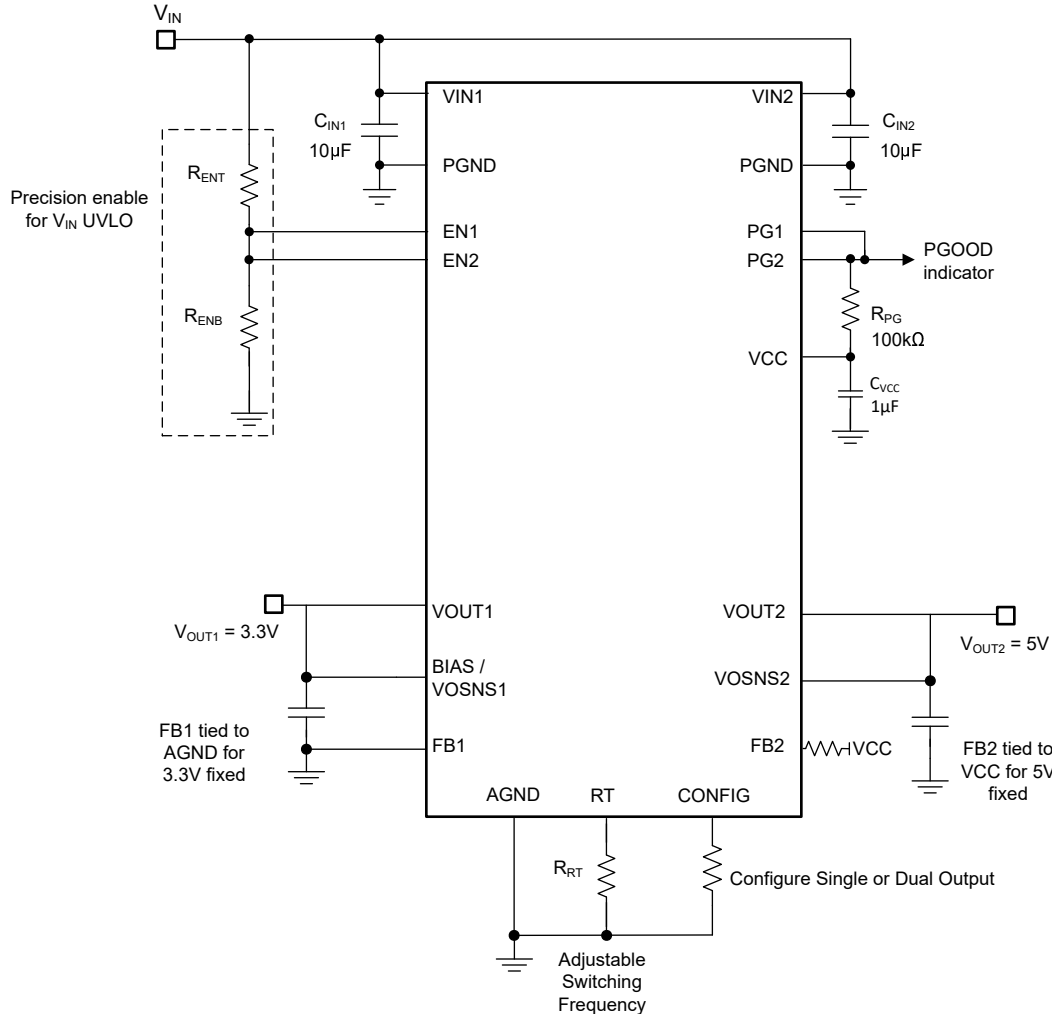 VIN
VIN1
VIN2
CIN1
10µF
CIN2
10µF
PGND
PGND
RENT
Precision enable
for VIN UVLO
EN1
EN2
PG1
PG2
PGOOD
indicator
RENB
RPG
100kΩ
VCC
CVCC
1µF
VOUT1
VOUT2
VOUT1 = 3.3V
VOUT2 = 5V
BIAS /
VOSNS1
VOSNS2
FB1 tied to
AGND for
3.3V fixed
FB1
FB2
VCC
FB2 tied to
VCC for 5V
fixed
AGND
RT
CONFIG
RRT
Configure Single or Dual Output
Adjustable
Switching
Frequency